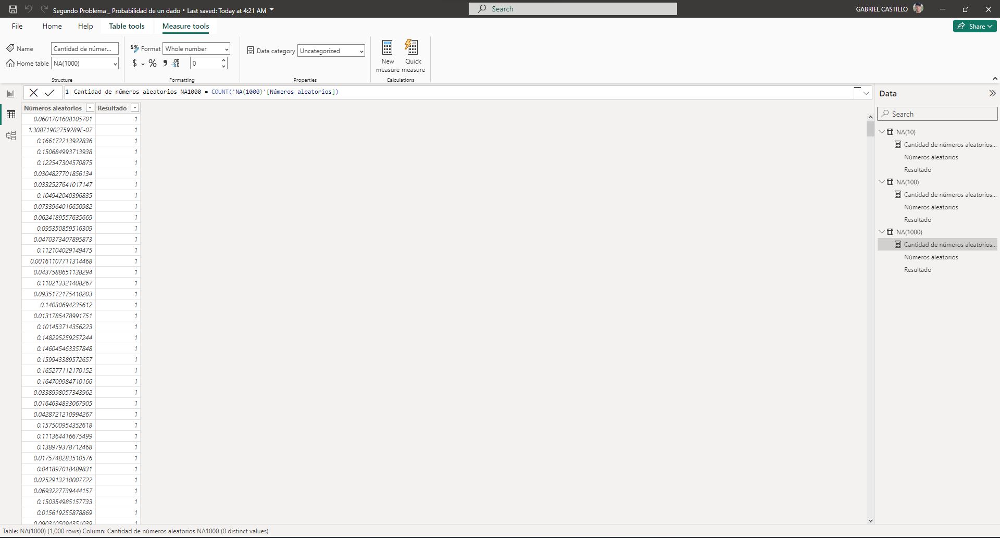 Segundo Problema _ Probabilidad de un dado • Last saved: Today at 4:21 AM
Search
GABRIEL CASTILLO
File
Home
Help
Table tools
Measure tools
Share
Name
Cantidad de númer...
Format
Whole number
Data category
Uncategorized
New measure
Quick measure
Home table
NA(1000)
$
%
0
Structure
Formatting
Properties
Calculations
1 Cantidad de números aleatorios NA1000 = COUNT('NA(1000)'[Números aleatorios])
Números aleatorios Resultado
0.0601701608105701 1
1.30871902759289E-07 1
0.166172213922836 1
0.150684993713938 1
0.122547304570875 1
0.0304827701856134 1
0.0332527641017147 1
0.104942040396835 1
0.0733964016650982 1
0.0624189557635669 1
0.095350859516309 1
0.0470373407895873 1
0.112104029149475 1
0.00161107711314468 1
0.0437588651138294 1
0.110213321408267 1
0.0935172175410203 1
0.14030694235612 1
0.0131785478991751 1
0.101453714356223 1
0.148295259257244 1
0.146045463357848 1
0.159943389572657 1
0.165277112170152 1
0.164709984710166 1
0.0338998057343962 1
0.0164634833067905 1
0.0428721210994267 1
0.157500954352618 1
0.111364416675499 1
0.138979378712468 1
0.0175748283510576 1
0.041897018489831 1
0.0252913210007722 1
0.0693227739444157 1
0.150354985157733 1
0.015619255878869 1
0.0903105094351039 1
Data
Search
NA(10)
Cantidad de números aleatorios...
Números aleatorios
Resultado
NA(100)
Cantidad de números aleatorios...
Números aleatorios
Resultado
NA(1000)
Cantidad de números aleatorios...
Números aleatorios
Resultado
Table: NA(1000) (1,000 rows) Column: Cantidad de números aleatorios NA1000 (0 distinct values)